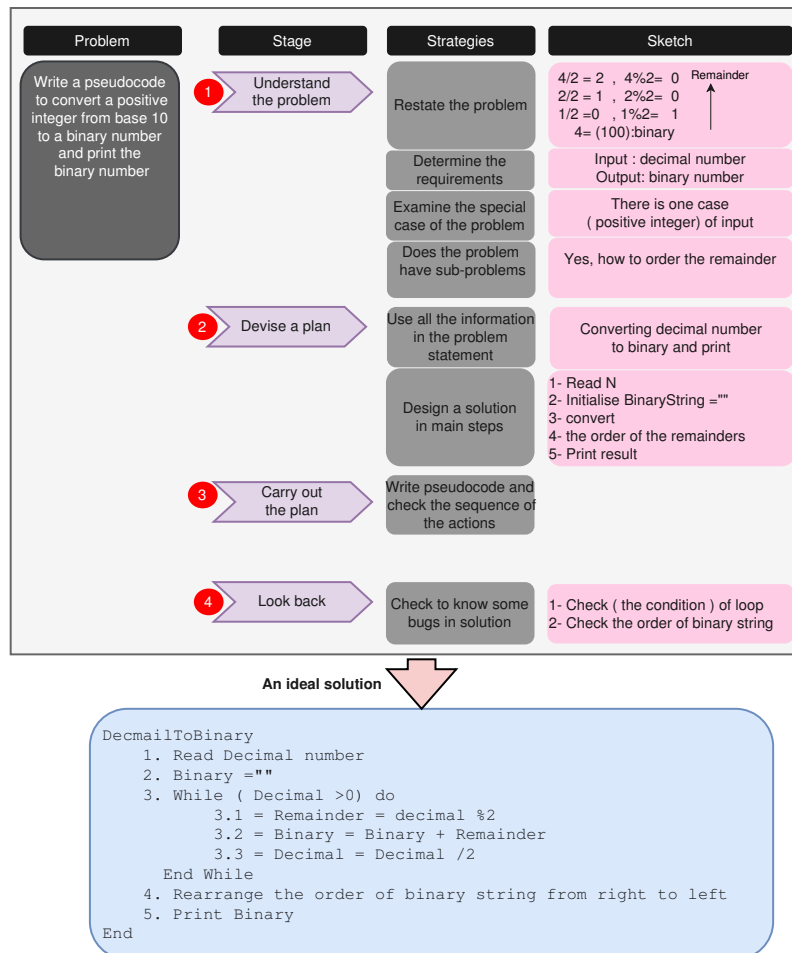 Problem
Stage
Strategies
Sketch
Write a pseudocode
to convert a positive
integer from base 10
to a binary number
and print the
binary number
1
Understand
the problem
Restate the problem
4/2 = 2 , 4%2= 0
2/2 = 1 , 2%2= 0
1/2 =0 , 1%2= 1
4= (100):binary
Remainder
Determine the
requirements
Input : decimal number
Output: binary number
Examine the special
case of the problem
There is one case
( positive integer) of input
Does the problem
have sub-problems
Yes, how to order the remainder
2
Devise a plan
Use all the information
in the problem
statement
Converting decimal number
to binary and print
Design a solution
in main steps
1- Read N
2- Initialise BinaryString =""
3- convert
4- the order of the remainders
5- Print result
3
Carry out
the plan
Write pseudocode and
check the sequence of
the actions
4
Look back
Check to know some
bugs in solution
1- Check ( the condition ) of loop
2- Check the order of binary string
An ideal solution
DecmailToBinary
1. Read Decimal number
2. Binary =""
3. While ( Decimal >0) do
3.1 = Remainder = decimal %2
3.2 = Binary = Binary + Remainder
3.3 = Decimal = Decimal /2
End While
4. Rearrange the order of binary string from right to left
5. Print Binary
End